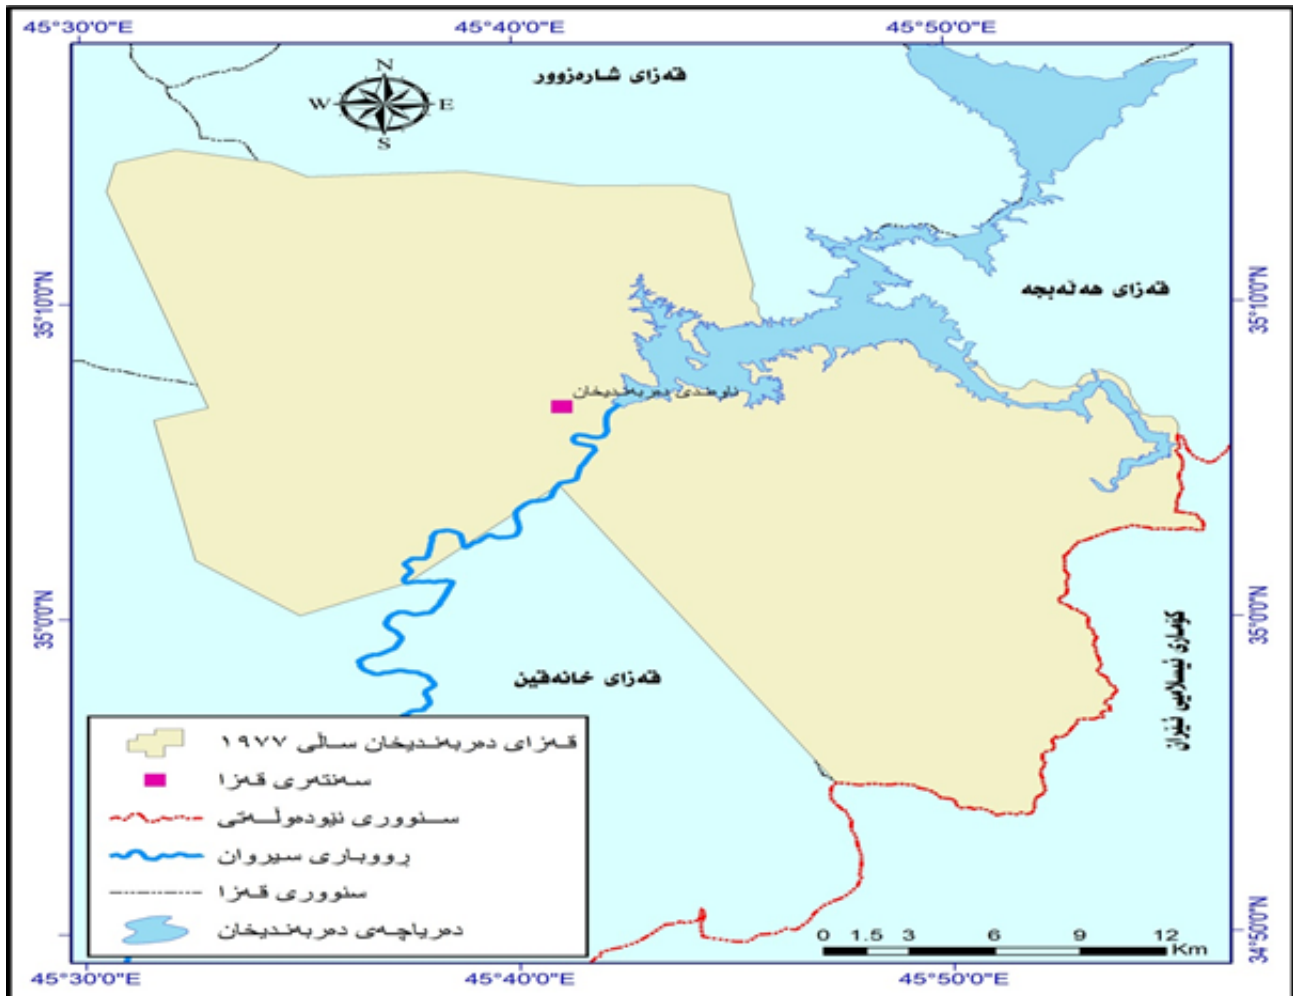 45°30'0"E
45°40'0"E
45°50'0"E
N
W
E
S
قەزای شارەزوور
35°10'0"N
35°10'0"N
قەزای هەڵەبجە
ناوەندی دەربەندیخان
35°0'0"N
35°0'0"N
کۆماری ئیسلامیی ئێران
قەزای خانەقین
قەزای دەربەندیخان ساڵی ١٩٧٧
سەنتەری قەزا
سنووری نێودەوڵەتی
ڕووباری سیروان
سنووری قەزا
دەریاچەی دەربەندیخان
34°50'0"N
0 1.5 3 6 9 12
Km
45°30'0"E
45°40'0"E
45°50'0"E